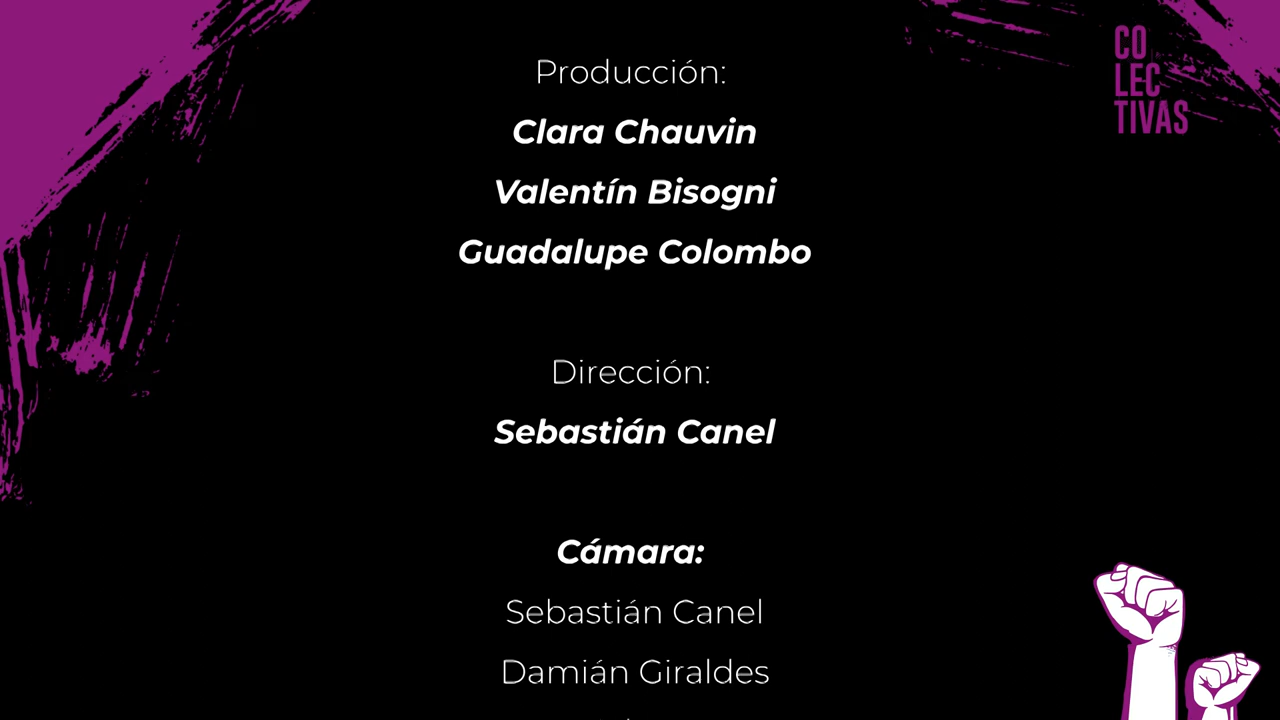 Producción:
Clara Chauvin
Valentín Bisogni
Guadalupe Colombo
Dirección:
Sebastián Canel
Cámara:
Sebastián Canel
Damián Giraldes
CO
LEC
TIVAS